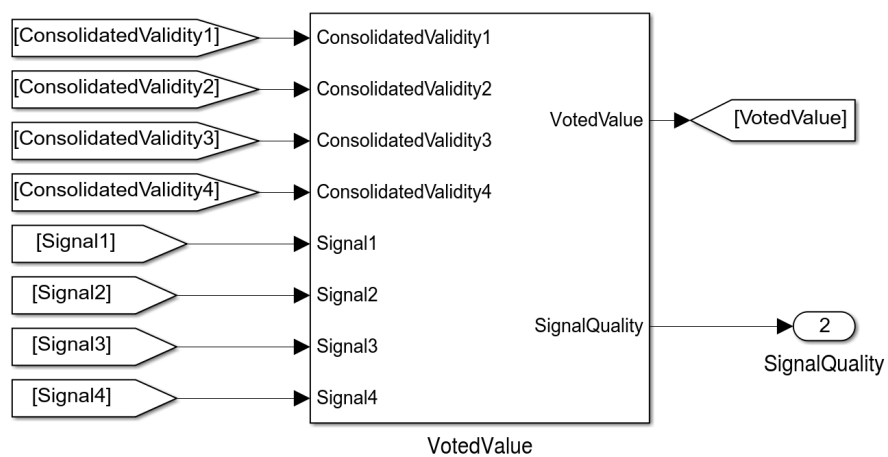 [ConsolidatedValidity1]
[ConsolidatedValidity2]
[ConsolidatedValidity3]
[ConsolidatedValidity4]
[Signal1]
[Signal2]
[Signal3]
[Signal4]
ConsolidatedValidity1
ConsolidatedValidity2
ConsolidatedValidity3
ConsolidatedValidity4
Signal1
Signal2
Signal3
Signal4
VotedValue
SignalQuality
VotedValue
[VotedValue]
2
SignalQuality